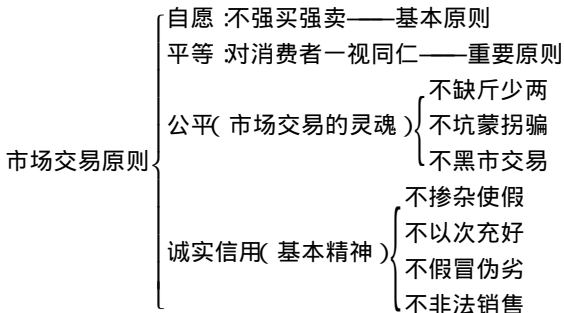 自愿:不强买强卖——基本原则
平等:对消费者一视同仁——重要原则
不缺斤少两
公平(市场交易的灵魂)
不坑蒙拐骗
不黑市交易
市场交易原则
不掺杂使假
不以次充好
诚实信用(基本精神)
不假冒伪劣
不非法销售